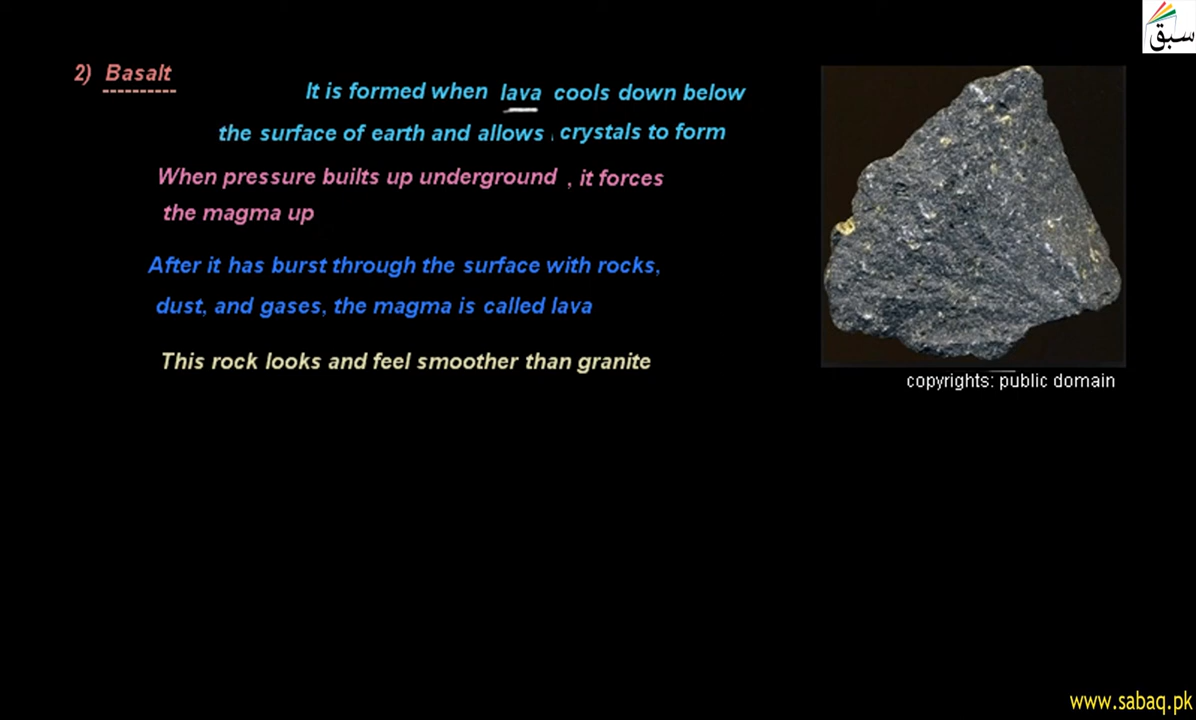 سبق
2) Basalt
It is formed when lava cools down below
the surface of earth and allows crystals to form
When pressure builts up underground , it forces
the magma up
After it has burst through the surface with rocks,
dust, and gases, the magma is called lava
This rock looks and feel smoother than granite
copyrights: public domain
www.sabaq.pk